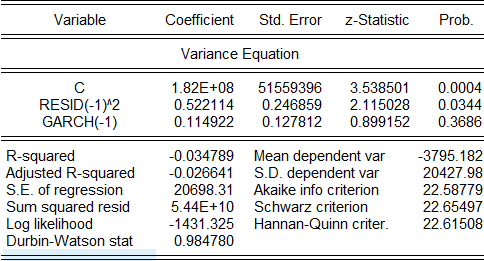 Variable Coefficient Std. Error z-Statistic Prob.
Variance Equation
C 1.82E+08 51559396 3.538501 0.0004
RESID(-1)^2 0.522114 0.246859 2.115028 0.0344
GARCH(-1) 0.114922 0.127812 0.899152 0.3686
R-squared -0.034789 Mean dependent var -3795.182
Adjusted R-squared -0.026641 S.D. dependent var 20427.98
S.E. of regression 20698.31 Akaike info criterion 22.58779
Sum squared resid 5.44E+10 Schwarz criterion 22.65497
Log likelihood -1431.325 Hannan-Quinn criter. 22.61508
Durbin-Watson stat 0.984780